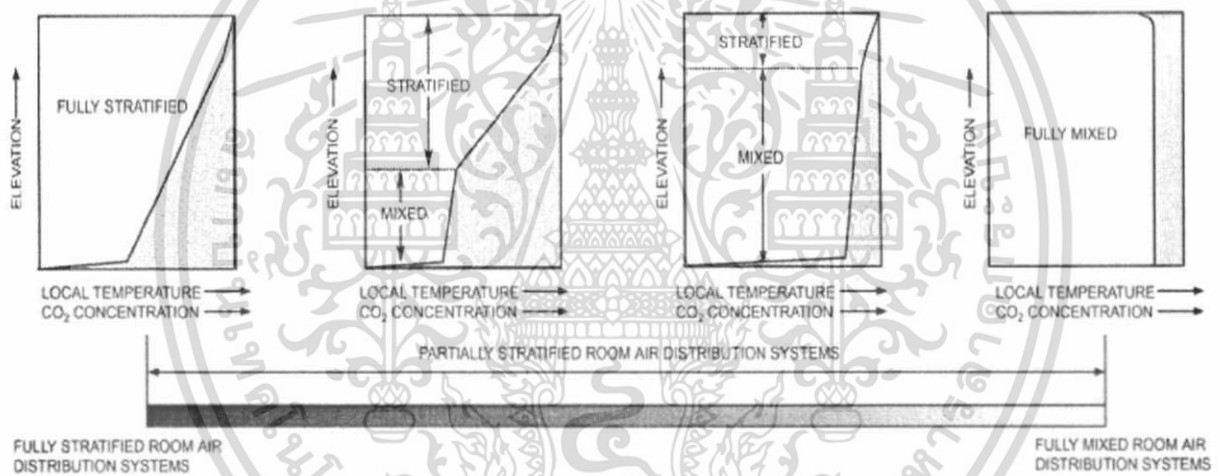 FULLY STRATIFIED
ELEVATION
LOCAL TEMPERATURE
CO₂ CONCENTRATION
STRATIFIED
MIXED
ELEVATION
LOCAL TEMPERATURE
CO₂ CONCENTRATION
STRATIFIED
MIXED
ELEVATION
LOCAL TEMPERATURE
CO₂ CONCENTRATION
FULLY MIXED
ELEVATION
LOCAL TEMPERATURE
CO₂ CONCENTRATION
PARTIALLY STRATIFIED ROOM AIR DISTRIBUTION SYSTEMS
FULLY STRATIFIED ROOM AIR
DISTRIBUTION SYSTEMS
FULLY MIXED ROOM AIR
DISTRIBUTION SYSTEMS